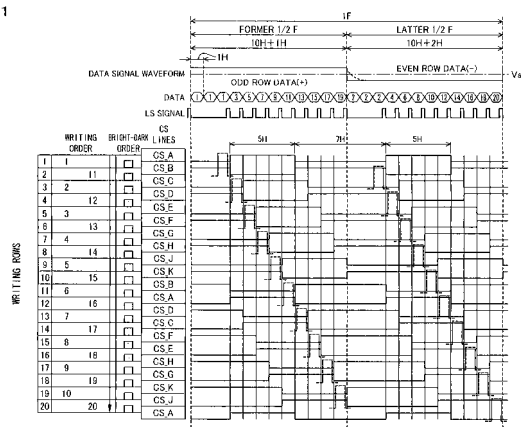 1
1F
FORMER 1/2 F LATTER 1/2 F
10H+1H 10H+2H
1H
DATA SIGNAL WAVEFORM EVEN ROW DATA(-)
ODD ROW DATA(+)
DATA
LS SIGNAL
WRITING ORDER BRIGHT-DARK ORDER CS LINES 5H 7H 5H
WRITING ROWS
1 1 CS_A
2 11 CS_B
3 2 CS_C
4 12 CS_D
5 3 CS_E
6 13 CS_F
7 4 CS_G
8 14 CS_H
9 5 CS_J
10 15 CS_K
11 6 CS_B
12 16 CS_A
13 7 CS_D
14 17 CS_C
15 8 CS_F
16 18 CS_E
17 9 CS_H
18 19 CS_G
19 10 CS_K
20 20 CS_J
CS_A